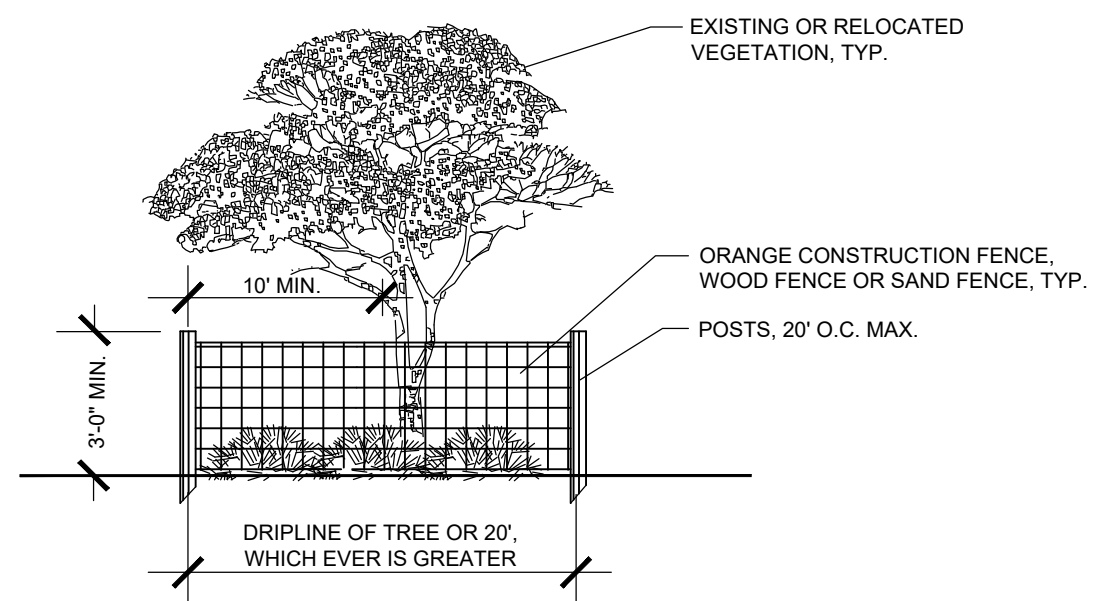 EXISTING OR RELOCATED
VEGETATION, TYP.
ORANGE CONSTRUCTION FENCE,
WOOD FENCE OR SAND FENCE, TYP.
10' MIN.
POSTS, 20' O.C. MAX.
3'-0" MIN.
DRIPLINE OF TREE OR 20',
WHICH EVER IS GREATER